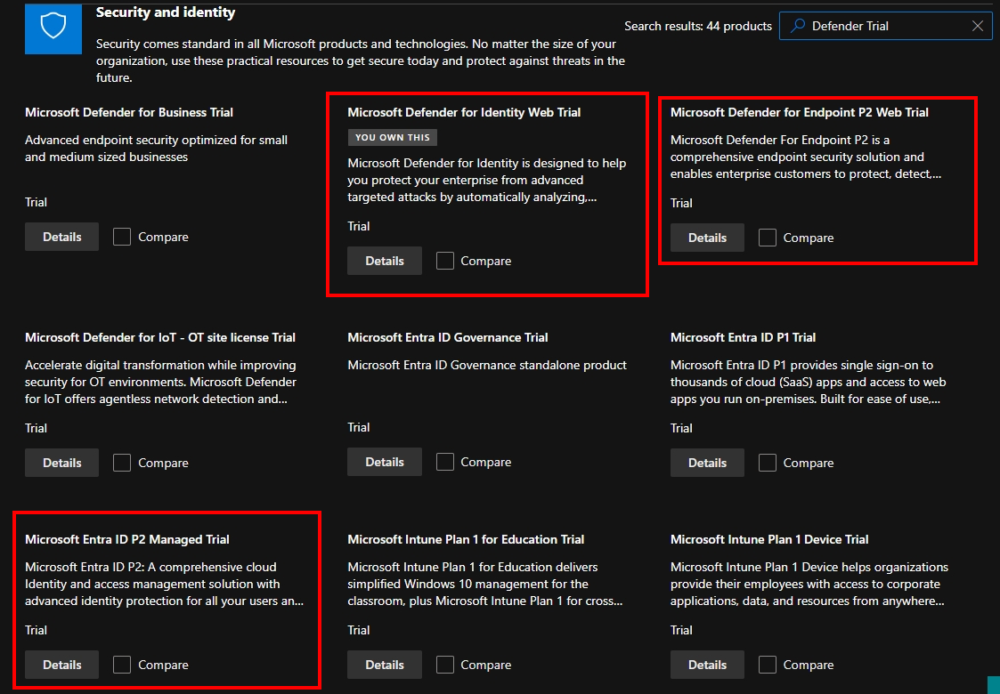 Security and identity
Security comes standard in all Microsoft products and technologies. No matter the size of your
organization, use these practical resources to get secure today and protect against threats in the
future.
Search results: 44 products
Defender Trial
Microsoft Defender for Business Trial
Advanced endpoint security optimized for small
and medium sized businesses
Trial
Details
Compare
Microsoft Defender for Identity Web Trial
YOU OWN THIS
Microsoft Defender for Identity is designed to help
you protect your enterprise from advanced
targeted attacks by automatically analyzing,...
Trial
Details
Compare
Microsoft Defender for Endpoint P2 Web Trial
Microsoft Defender For Endpoint P2 is a
comprehensive endpoint security solution and
enables enterprise customers to protect, detect,...
Trial
Details
Compare
Microsoft Defender for IoT - OT site license Trial
Accelerate digital transformation while improving
security for OT environments. Microsoft Defender
for IoT offers agentless network detection and...
Trial
Details
Compare
Microsoft Entra ID Governance Trial
Microsoft Entra ID Governance standalone product
Trial
Details
Compare
Microsoft Entra ID P1 Trial
Microsoft Entra ID P1 provides single sign-on to
thousands of cloud (SaaS) apps and access to web
apps you run on-premises. Built for ease of use,...
Trial
Details
Compare
Microsoft Entra ID P2 Managed Trial
Microsoft Entra ID P2: A comprehensive cloud
Identity and access management solution with
advanced identity protection for all your users an...
Trial
Details
Compare
Microsoft Intune Plan 1 for Education Trial
Microsoft Intune Plan 1 for Education delivers
simplified Windows 10 management for the
classroom, plus Microsoft Intune Plan 1 for cross...
Trial
Details
Compare
Microsoft Intune Plan 1 Device Trial
Microsoft Intune Plan 1 Device helps organizations
provide their employees with access to corporate
applications, data, and resources from anywhere...
Trial
Details
Compare